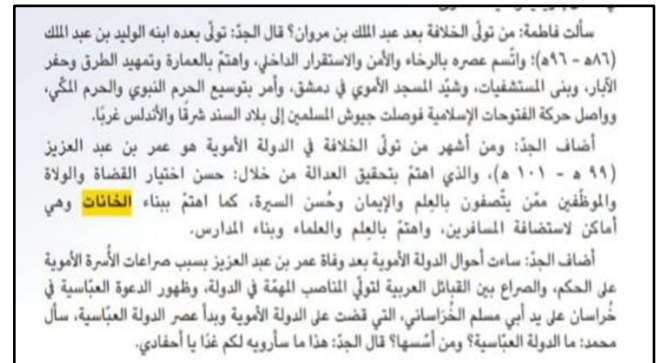 سألت فاطمة: من تولّى الخلافة بعد عبد الملك بن مروان؟ قال الجدّ: تولّى بعده ابنه الوليد بن عبد الملك
(٨٦ه - ٩٦ه)؛ واتّسم عصره بالرخاء والأمن والاستقرار الداخلي، واهتمّ بالعمارة وتمهيد الطرق وحفر
الآبار، وبنى المستشفيات، وشيّد المسجد الأموي في دمشق، وأمر بتوسيع الحرم النبوي والحرم المكّي،
وواصل حركة الفتوحات الإسلامية فوصلت جيوش المسلمين إلى بلاد السند شرقًا والأندلس غربًا.
أضاف الجدّ: ومن أشهر من تولّى الخلافة في الدولة الأموية هو عمر بن عبد العزيز
(٩٩ ه - ١٠١ ه)، والذي اهتمّ بتحقيق العدالة من خلال: حسن اختيار القضاة والولاة
والموظّفين ممّن يتّصفون بالعِلم والإيمان وحُسن السيرة، كما اهتمّ ببناء الخانات وهي
أماكن لاستضافة المسافرين، واهتمّ بالعِلم والعلماء وبناء المدارس.
أضاف الجدّ: ساءت أحوال الدولة الأموية بعد وفاة عمر بن عبد العزيز بسبب صراعات الأُسرة الأموية
على الحكم، والصراع بين القبائل العربية لتولّي المناصب المهمّة في الدولة، وظهور الدعوة العبّاسية في
خُراسان على يد أبي مسلم الخُراساني، التي قضت على الدولة الأموية وبدأ عصر الدولة العبّاسية، سأل
محمد: ما الدولة العبّاسية؟ ومن أسّسها؟ قال الجدّ: هذا ما سأرويه لكم غدًا يا أحفادي.